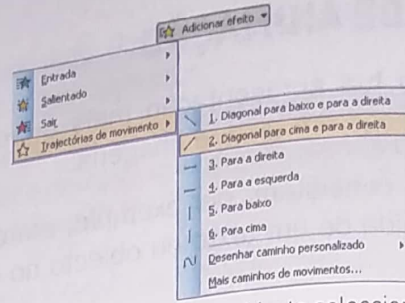 Adicionar efeito
Entrada
Salientado
Sair
Trajectórias de movimento
1. Diagonal para baixo e para a direita
2. Diagonal para cima e para a direita
3. Para a direita
4. Para a esquerda
5. Para baixo
6. Para cima
Desenhar caminho personalizado
Mais caminhos de movimentos...